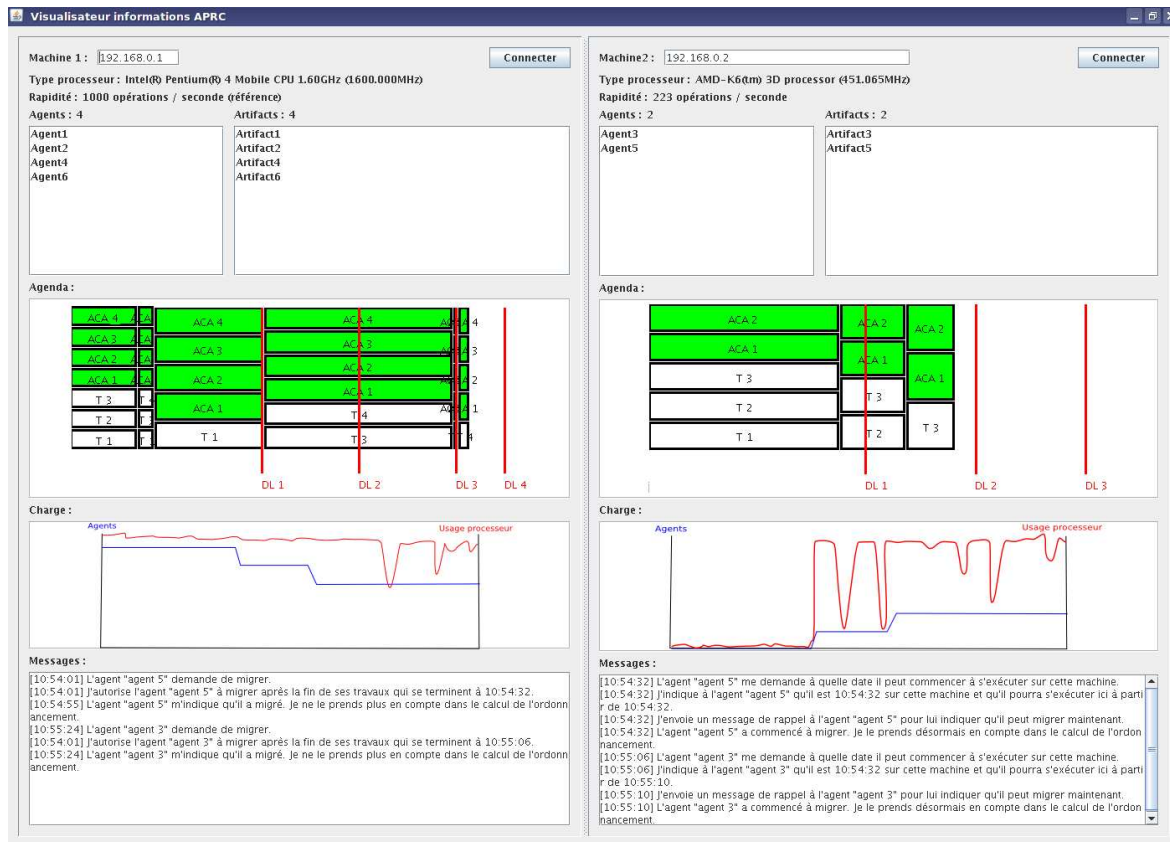 Visualisateur informations APRC
Machine 1 : 192.168.0.1 Connecter
Type processeur : Intel(R) Pentium(R) 4 Mobile CPU 1.60GHz (1600.000MHz)
Rapidité : 1000 opérations / seconde (référence)
Agents : 4 Artifacts : 4
Agent1 Artifact1
Agent2 Artifact2
Agent4 Artifact4
Agent6 Artifact6
Agenda :
ACA 4 ACA ACA 4 ACA 4 4
ACA 3 ACA ACA 3 ACA 3 3
ACA 2 ACA ACA 2 ACA 2 2
ACA 1 ACA ACA 1 ACA 1 1
T 3 T 4 T 4
T 2 T 3
T 1 T T 1 T 3 4
DL 1 DL 2 DL 3 DL 4
Charge :
Agents Usage processeur
Messages :
[10:54:01] L'agent "agent 5" demande de migrer.
[10:54:01] J'autorise l'agent "agent 5" à migrer après la fin de ses travaux qui se terminent à 10:54:32.
[10:54:55] L'agent "agent 5" m'indique qu'il a migré. Je ne le prends plus en compte dans le calcul de l'ordonn
ancement.
[10:55:24] L'agent "agent 3" demande de migrer.
[10:54:01] J'autorise l'agent "agent 3" à migrer après la fin de ses travaux qui se terminent à 10:55:06.
[10:55:24] L'agent "agent 3" m'indique qu'il a migré. Je ne le prends plus en compte dans le calcul de l'ordonn
ancement.
Machine2 : 192.168.0.2 Connecter
Type processeur : AMD-K6(tm) 3D processor (451.065MHz)
Rapidité : 223 opérations / seconde
Agents : 2 Artifacts : 2
Agent3 Artifact3
Agent5 Artifact5
Agenda :
ACA 2 ACA 2 ACA 2
ACA 1 ACA 1 ACA 1
T 3 T 3 T 3
T 2 T 2
T 1
DL 1 DL 2 DL 3
Charge :
Agents Usage processeur
Messages :
[10:54:32] L'agent "agent 5" me demande à quelle date il peut commencer à s'exécuter sur cette machine.
[10:54:32] J'indique à l'agent "agent 5" qu'il est 10:54:32 sur cette machine et qu'il pourra s'exécuter ici à parti
r de 10:54:32.
[10:54:32] J'envoie un message de rappel à l'agent "agent 5" pour lui indiquer qu'il peut migrer maintenant.
[10:54:32] L'agent "agent 5" a commencé à migrer. Je le prends désormais en compte dans le calcul de l'ordon
nancement.
[10:55:06] L'agent "agent 3" me demande à quelle date il peut commencer à s'exécuter sur cette machine.
[10:55:06] J'indique à l'agent "agent 3" qu'il est 10:54:32 sur cette machine et qu'il pourra s'exécuter ici à parti
r de 10:55:10.
[10:55:10] J'envoie un message de rappel à l'agent "agent 3" pour lui indiquer qu'il peut migrer maintenant.
[10:55:10] L'agent "agent 3" a commencé à migrer. Je le prends désormais en compte dans le calcul de l'ordon
nancement.